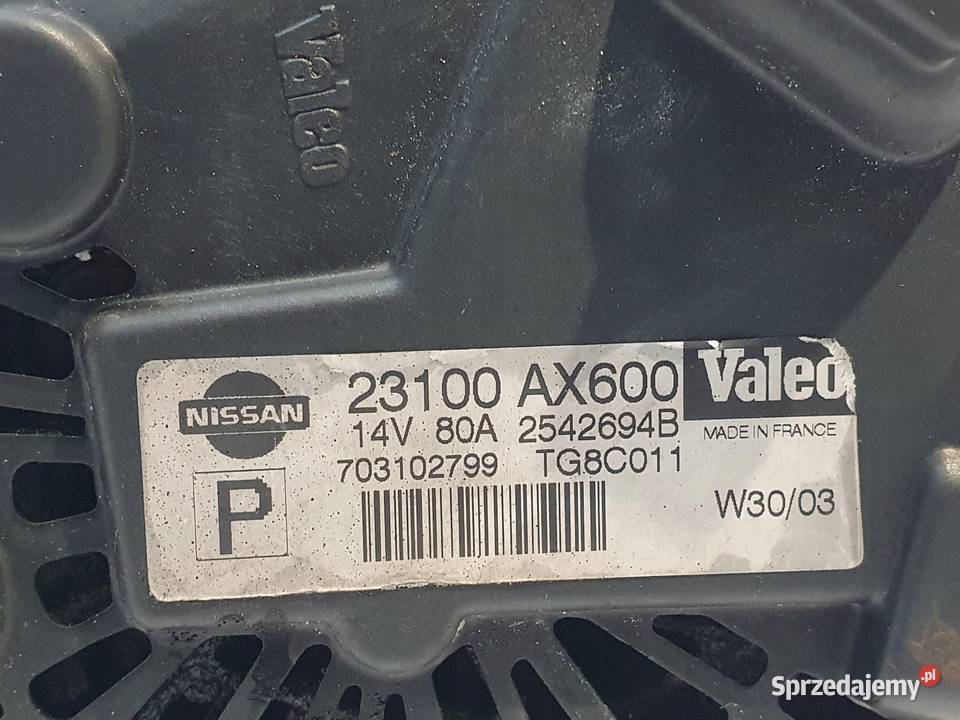 Valeo
NISSAN 23100 AX600 Valeo
14V 80A 2542694B MADE IN FRANCE
703102799 TG8C011
P W30/03
Sprzedajemy.pl